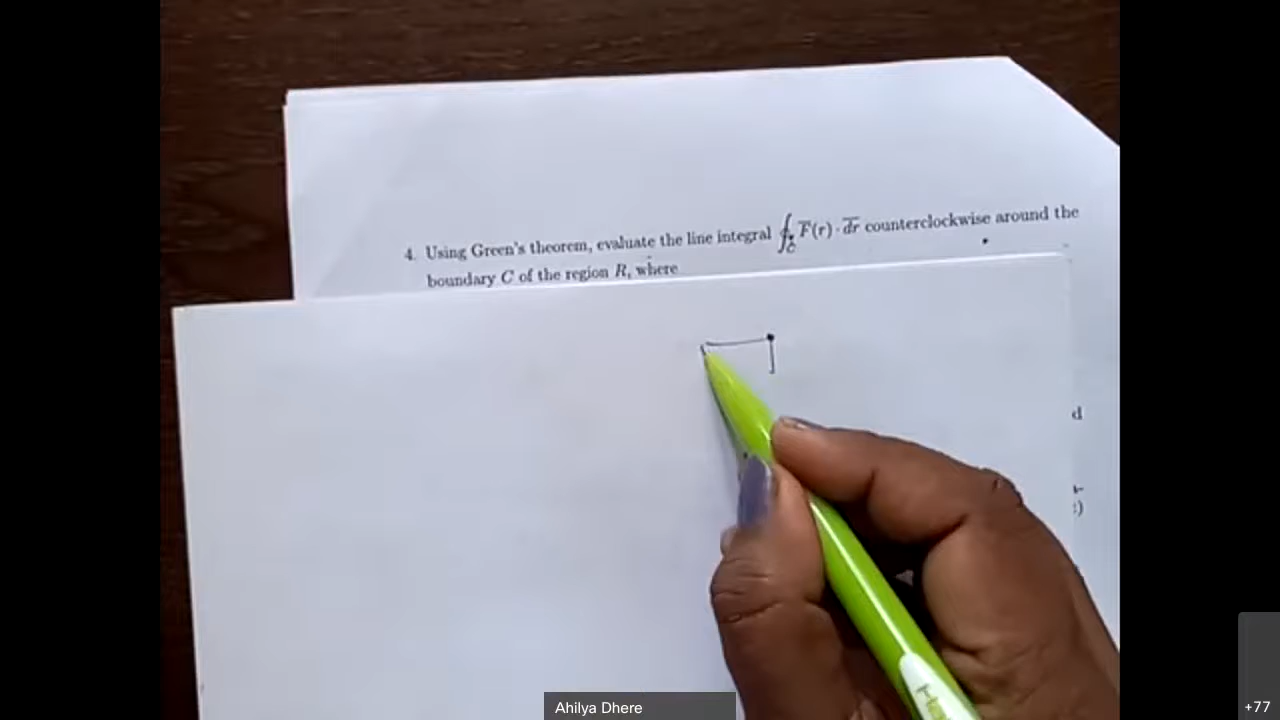 4. Using Green's theorem, evaluate the line integral ∮_C F̅(r) · d̅r̅ counterclockwise around the
boundary C of the region R, where
d
:)
Ahilya Dhere
+77